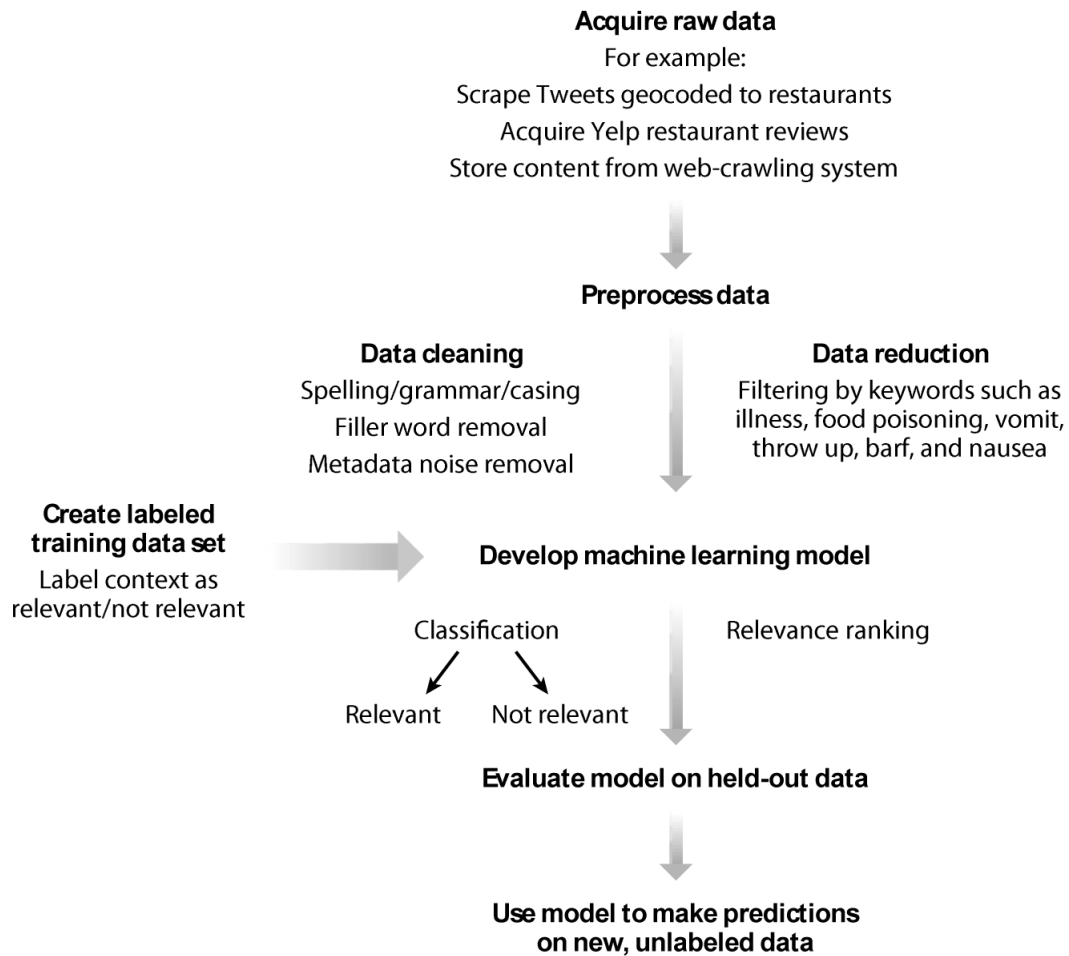 Acquire raw data
For example:
Scrape Tweets geocoded to restaurants
Acquire Yelp restaurant reviews
Store content from web-crawling system
Preprocess data
Data cleaning
Spelling/grammar/casing
Filler word removal
Metadata noise removal
Data reduction
Filtering by keywords such as
illness, food poisoning, vomit,
throw up, barf, and nausea
Create labeled
training data set
Label context as
relevant/not relevant
Develop machine learning model
Classification
Relevant
Not relevant
Relevance ranking
Evaluate model on held-out data
Use model to make predictions
on new, unlabeled data